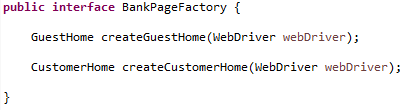 public interface BankPageFactory {
GuestHome createGuestHome(WebDriver webDriver);
CustomerHome createCustomerHome(WebDriver webDriver);
}